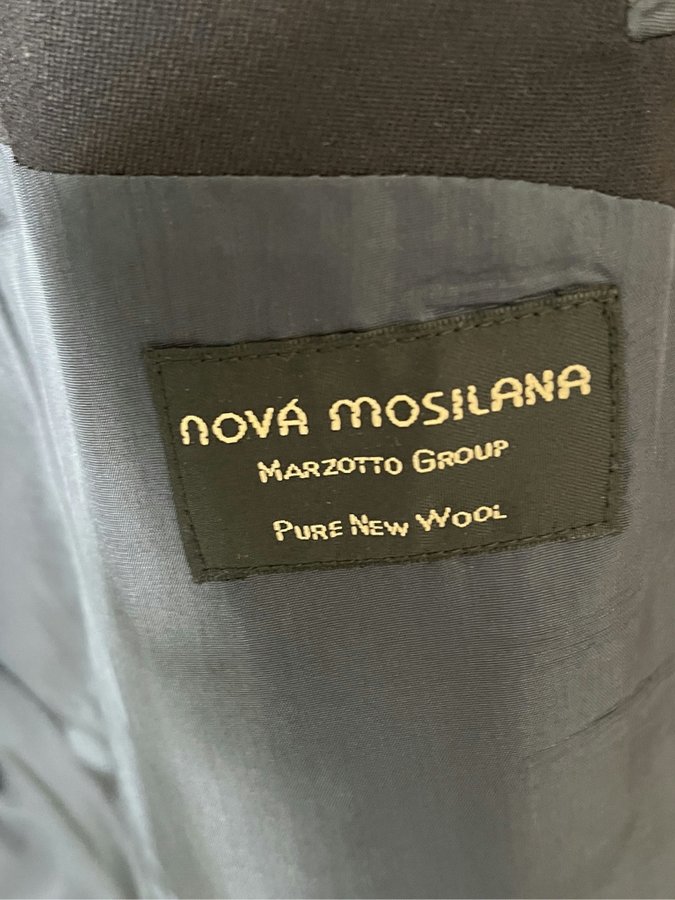 NOVÁ MOSILANA
MARZOTTO GROUP
PURE NEW WOOL